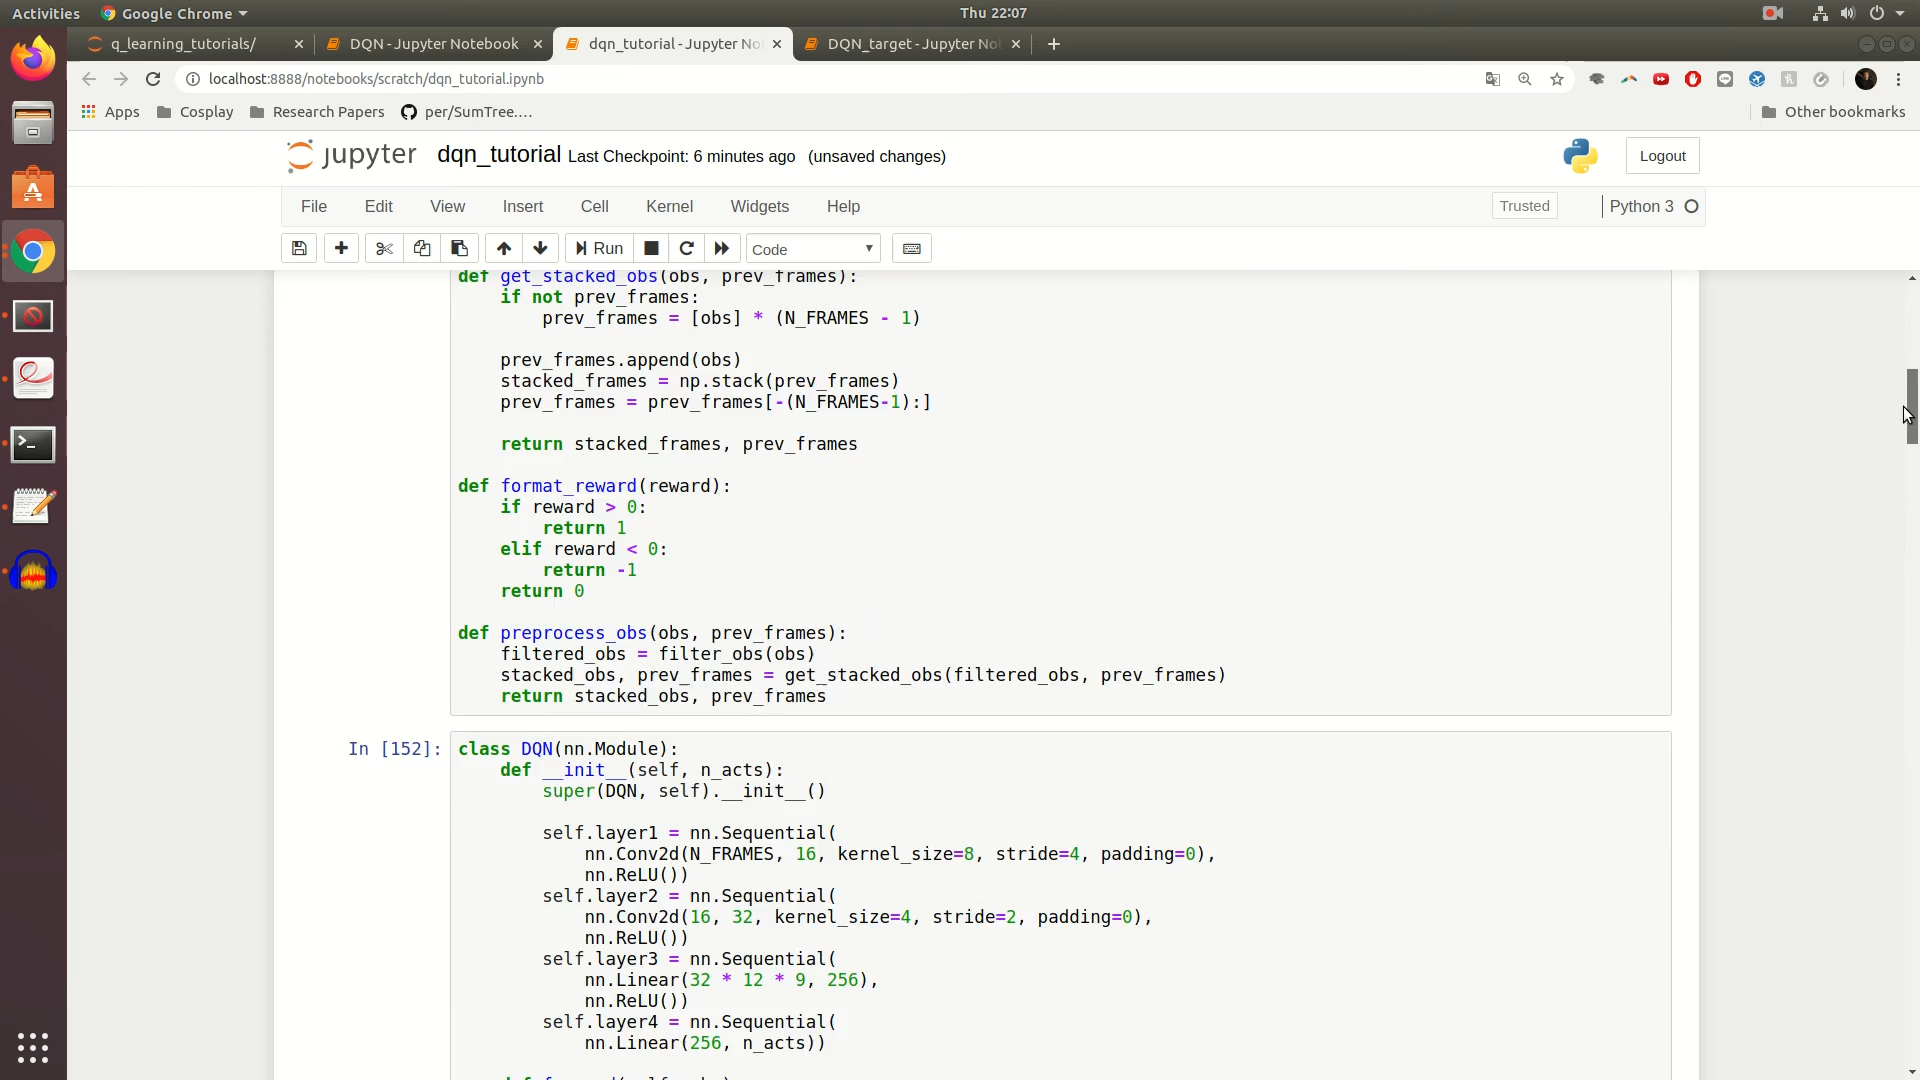 Activities Google Chrome Thu 22:07
q_learning_tutorials/ DQN - Jupyter Notebook dqn_tutorial - Jupyter No DQN_target - Jupyter No
localhost:8888/notebooks/scratch/dqn_tutorial.ipynb
Apps Cosplay Research Papers per/SumTree.... Other bookmarks
jupyter dqn_tutorial Last Checkpoint: 6 minutes ago (unsaved changes) Logout
File Edit View Insert Cell Kernel Widgets Help Trusted Python 3
Run Code
def get_stacked_obs(obs, prev_frames):
    if not prev_frames:
        prev_frames = [obs] * (N_FRAMES - 1)
    prev_frames.append(obs)
    stacked_frames = np.stack(prev_frames)
    prev_frames = prev_frames[-(N_FRAMES-1):]
    return stacked_frames, prev_frames
def format_reward(reward):
    if reward > 0:
        return 1
    elif reward < 0:
        return -1
    return 0
def preprocess_obs(obs, prev_frames):
    filtered_obs = filter_obs(obs)
    stacked_obs, prev_frames = get_stacked_obs(filtered_obs, prev_frames)
    return stacked_obs, prev_frames
In [152]: class DQN(nn.Module):
    def __init__(self, n_acts):
        super(DQN, self).__init__()
        self.layer1 = nn.Sequential(
            nn.Conv2d(N_FRAMES, 16, kernel_size=8, stride=4, padding=0),
            nn.ReLU())
        self.layer2 = nn.Sequential(
            nn.Conv2d(16, 32, kernel_size=4, stride=2, padding=0),
            nn.ReLU())
        self.layer3 = nn.Sequential(
            nn.Linear(32 * 12 * 9, 256),
            nn.ReLU())
        self.layer4 = nn.Sequential(
            nn.Linear(256, n_acts))